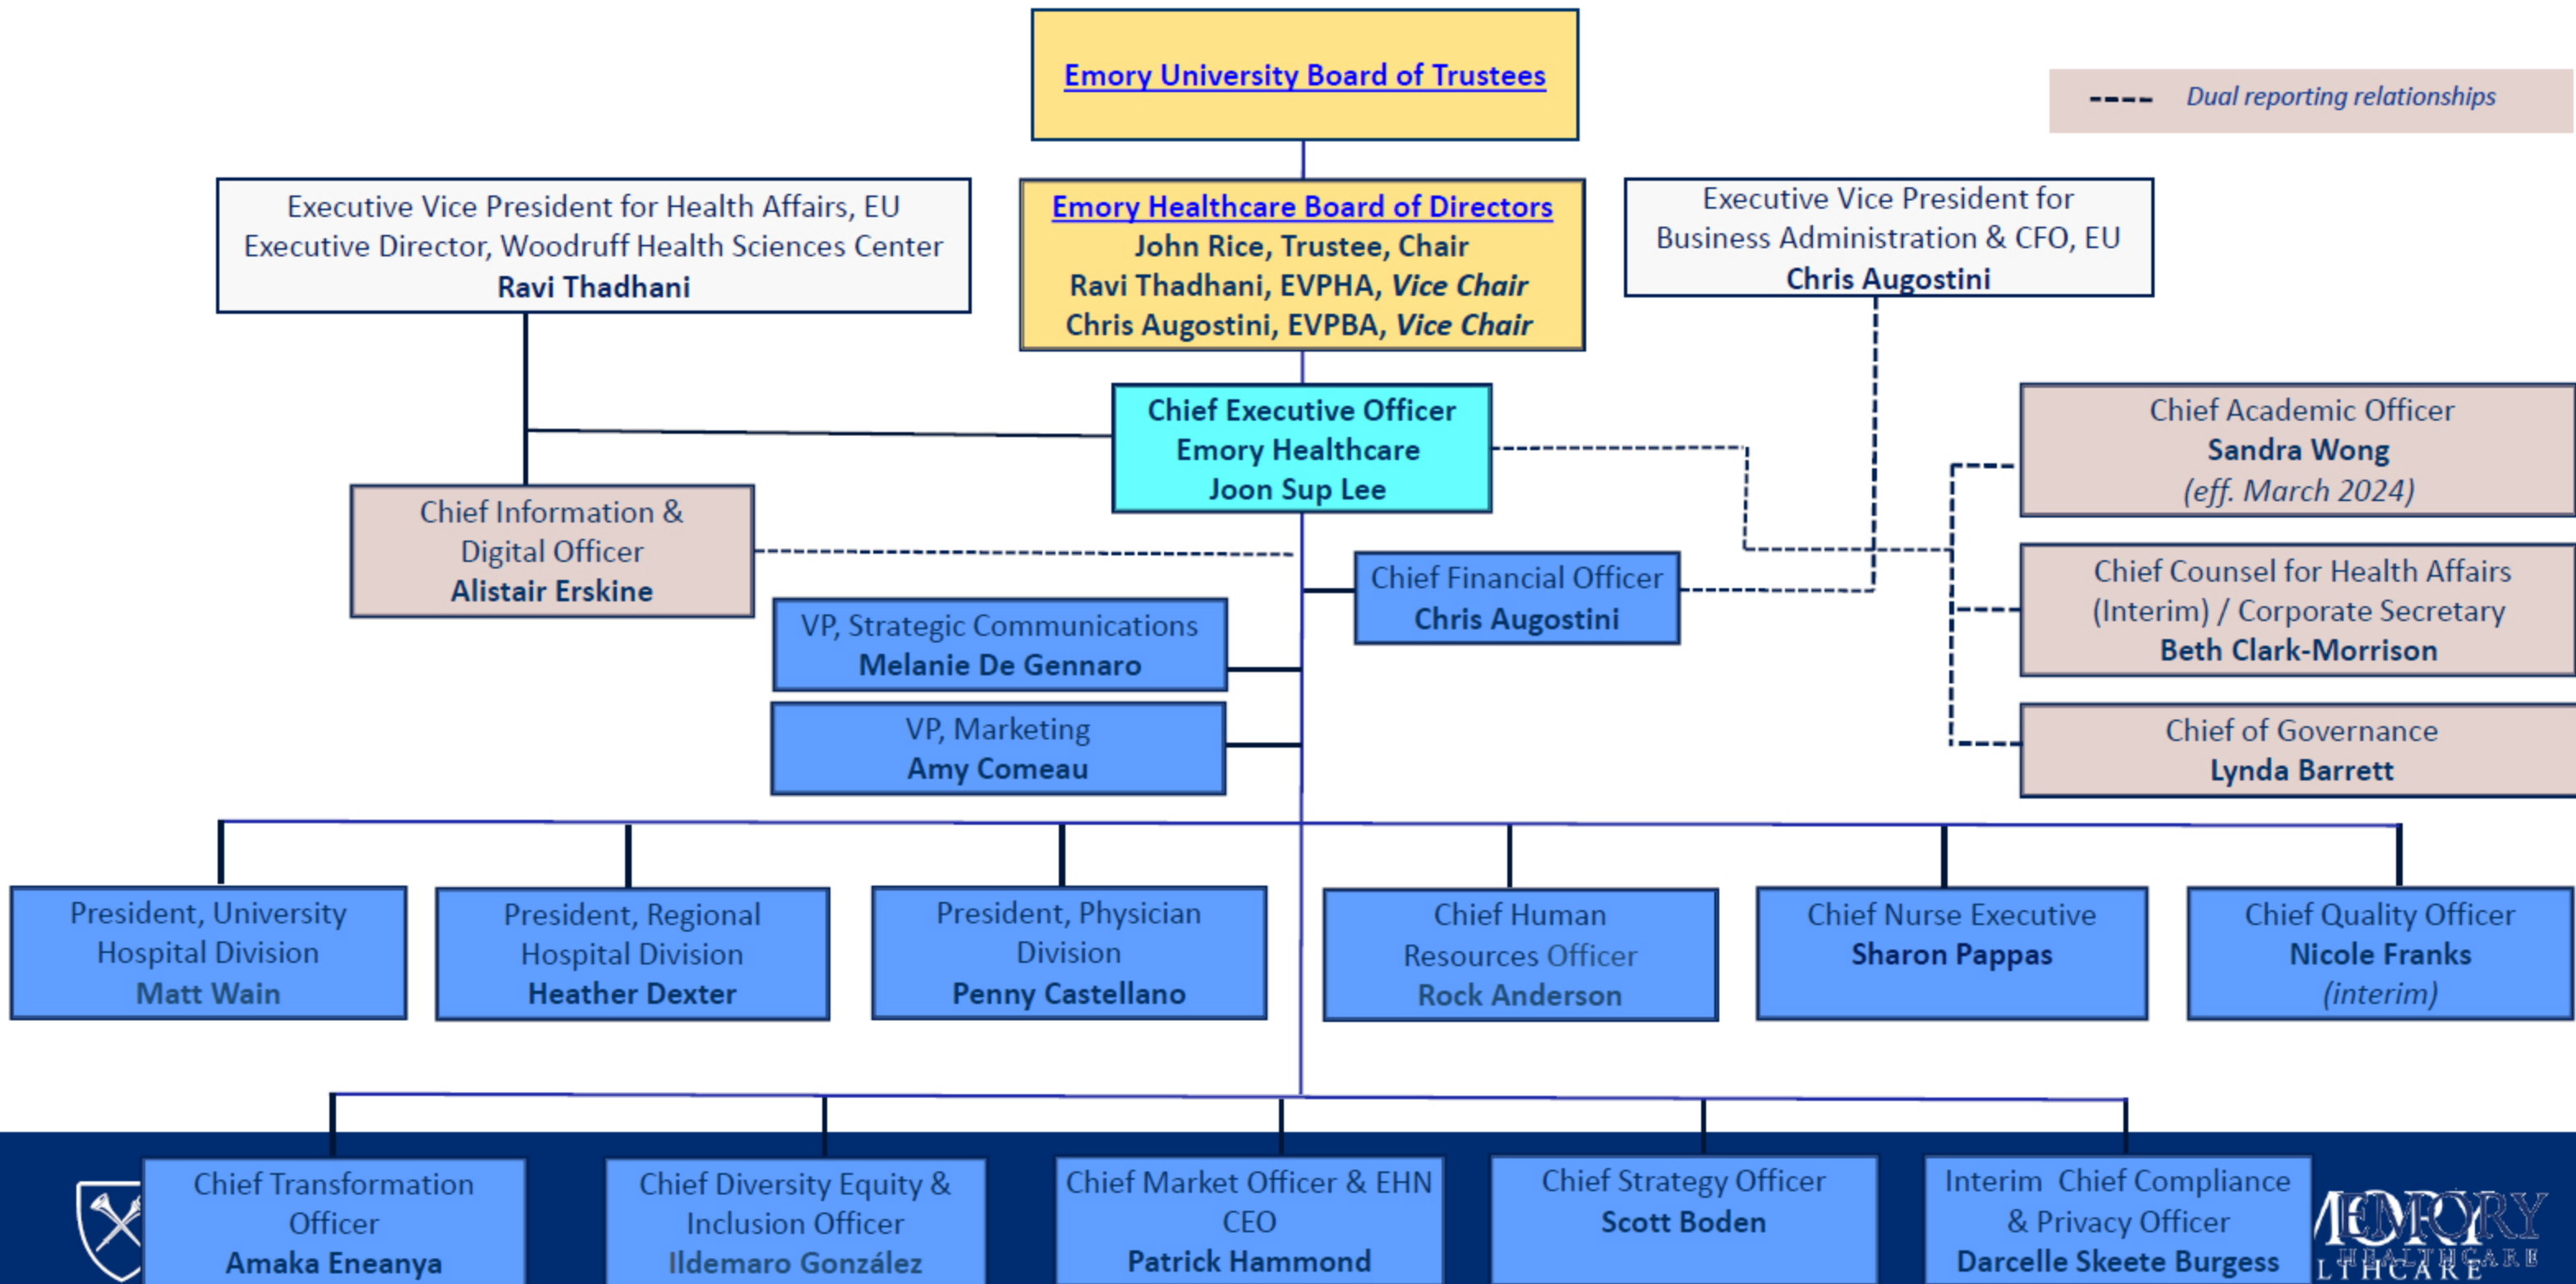 Emory University Board of Trustees
Dual reporting relationships
Executive Vice President for Health Affairs, EU
Executive Director, Woodruff Health Sciences Center
Ravi Thadhani
Emory Healthcare Board of Directors
John Rice, Trustee, Chair
Ravi Thadhani, EVPHA, Vice Chair
Chris Augostini, EVPBA, Vice Chair
Executive Vice President for
Business Administration & CFO, EU
Chris Augostini
Chief Executive Officer
Emory Healthcare
Joon Sup Lee
Chief Academic Officer
Sandra Wong
(eff. March 2024)
Chief Information &
Digital Officer
Alistair Erskine
Chief Financial Officer
Chris Augostini
Chief Counsel for Health Affairs
(Interim) / Corporate Secretary
Beth Clark-Morrison
VP, Strategic Communications
Melanie De Gennaro
VP, Marketing
Amy Comeau
Chief of Governance
Lynda Barrett
President, University
Hospital Division
Matt Wain
President, Regional
Hospital Division
Heather Dexter
President, Physician
Division
Penny Castellano
Chief Human
Resources Officer
Rock Anderson
Chief Nurse Executive
Sharon Pappas
Chief Quality Officer
Nicole Franks
(interim)
Chief Transformation
Officer
Amaka Eneanya
Chief Diversity Equity &
Inclusion Officer
Ildemaro González
Chief Market Officer & EHN
CEO
Patrick Hammond
Chief Strategy Officer
Scott Boden
Interim Chief Compliance
& Privacy Officer
Darcelle Skeete Burgess
EMORY
HEALTHCARE